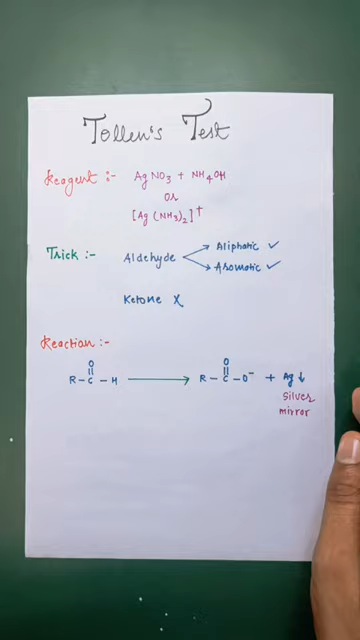 Tollen's Test
Reagent :- AgNO3 + NH4OH
or
[Ag(NH3)2]+
Trick :- Aldehyde Aliphatic ✓
Aromatic ✓
Ketone X
Reaction :-
O O
R-C-H → R-C-O⁻ + Ag↓
silver
mirror